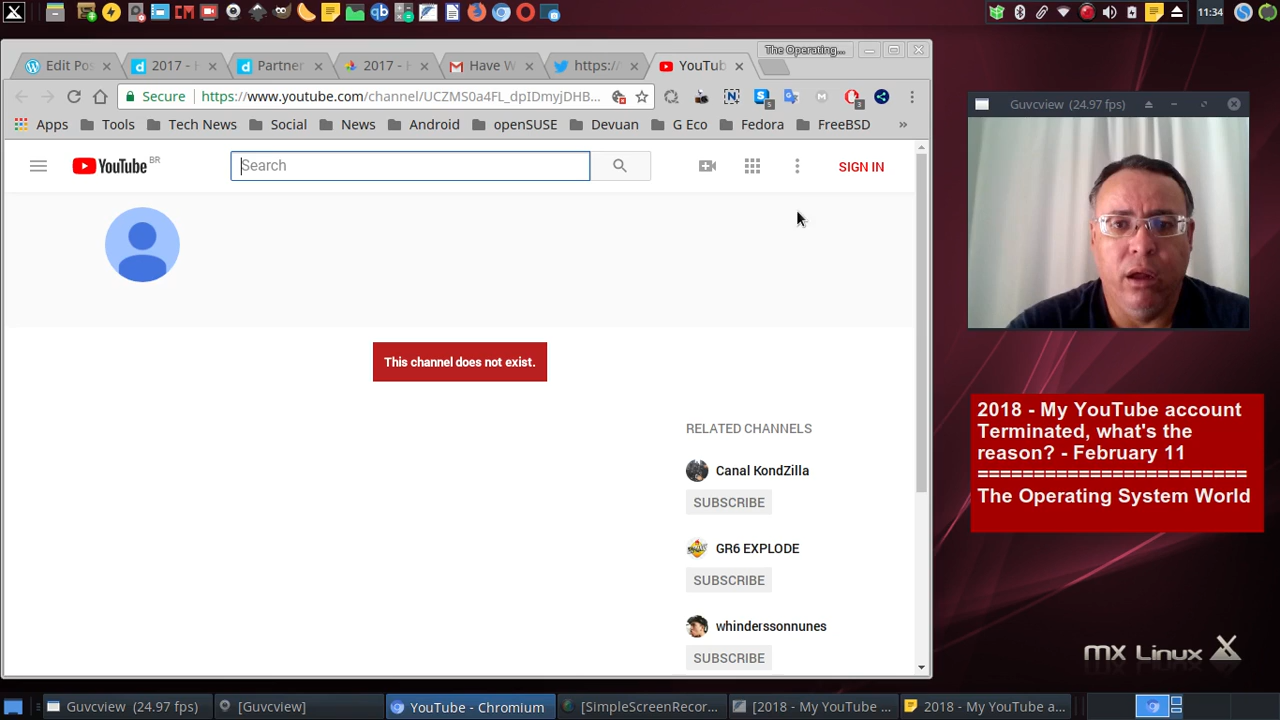 11:34
The Operating...
Edit Pos
2017 - H
Partner
2017 - H
Have W
https://
YouTub
Secure
https://www.youtube.com/channel/UCZMS0a4FL_dpIDmyjDHB...
Apps
Tools
Tech News
Social
News
Android
openSUSE
Devuan
G Eco
Fedora
FreeBSD
»
YouTube BR
Search
SIGN IN
This channel does not exist.
RELATED CHANNELS
Canal KondZilla
SUBSCRIBE
GR6 EXPLODE
SUBSCRIBE
whinderssonnunes
SUBSCRIBE
Guvcview (24.97 fps)
2018 - My YouTube account
Terminated, what's the
reason? - February 11
========================
The Operating System World
MX Linux
Guvcview (24.97 fps)
[Guvcview]
YouTube - Chromium
[SimpleScreenRecor...
[2018 - My YouTube ...
2018 - My YouTube a...